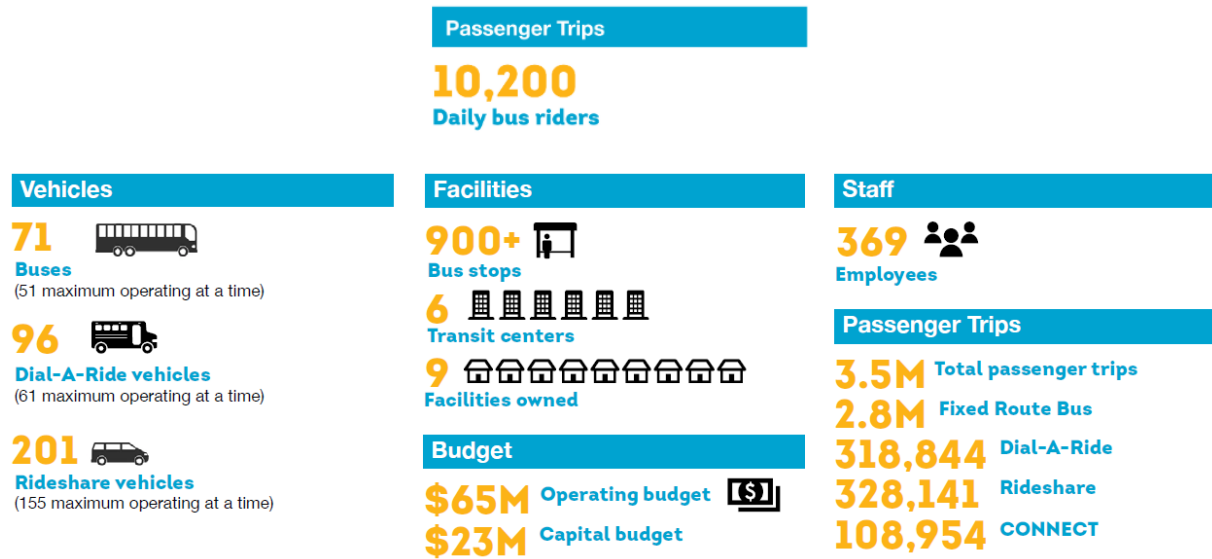 Passenger Trips
10,200
Daily bus riders
Vehicles
71
Buses
(51 maximum operating at a time)
96
Dial-A-Ride vehicles
(61 maximum operating at a time)
201
Rideshare vehicles
(155 maximum operating at a time)
Facilities
900+
Bus stops
6
Transit centers
9
Facilities owned
Budget
$65M Operating budget
$23M Capital budget
Staff
369
Employees
Passenger Trips
3.5M Total passenger trips
2.8M Fixed Route Bus
318,844 Dial-A-Ride
328,141 Rideshare
108,954 CONNECT